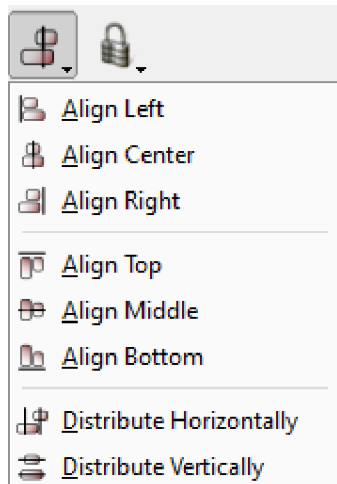 Align Left
Align Center
Align Right
Align Top
Align Middle
Align Bottom
Distribute Horizontally
Distribute Vertically